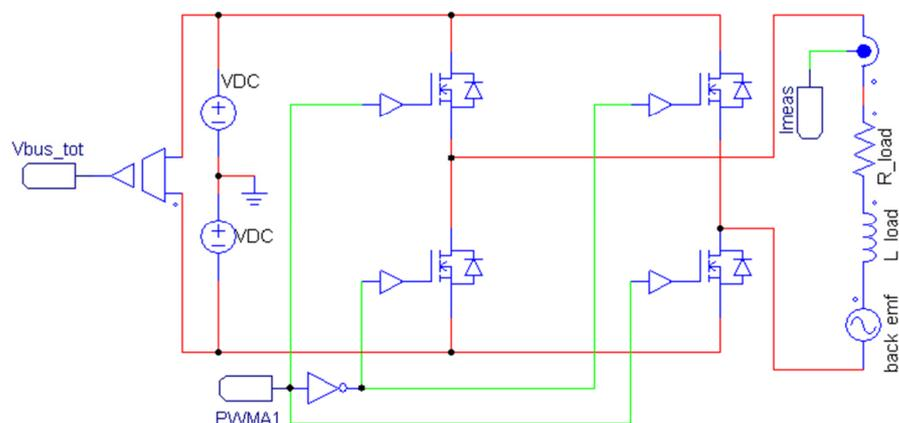 VDC
Vbus_tot
VDC
PWMA1
Imeas
R_load
L_load
back emf